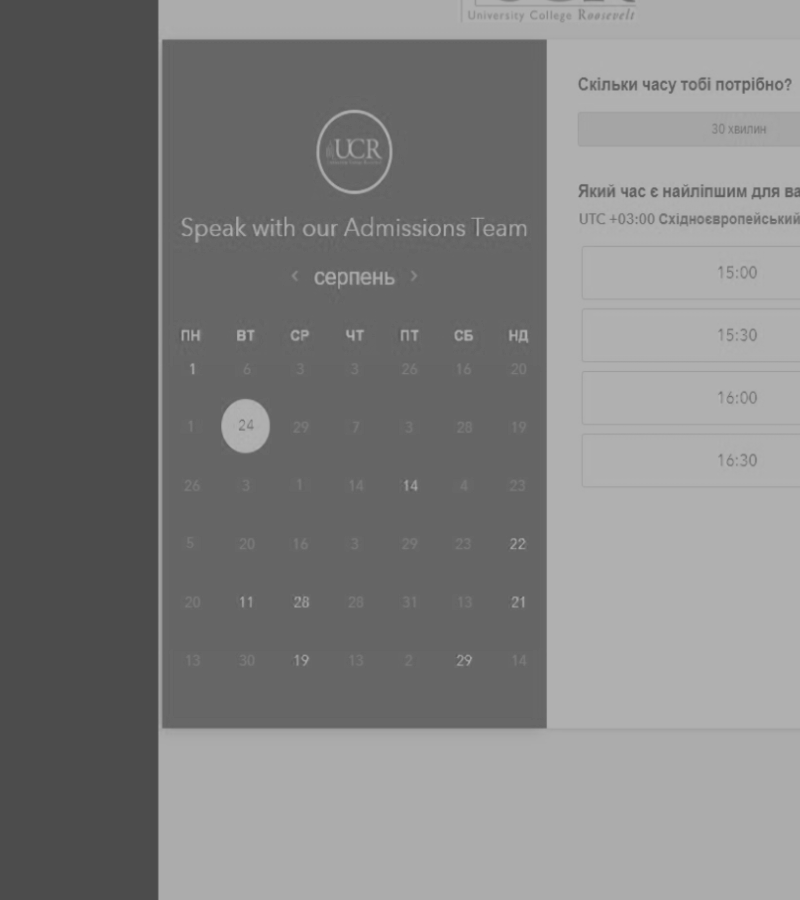 University College Roosevelt
Скільки часу тобі потрібно?
30 хвилин
UCR
Який час є найліпшим для ва
UTC +03:00 Східноєвропейський
Speak with our Admissions Team
‹ серпень ›
15:00
15:30
16:00
16:30
ПН ВТ СР ЧТ ПТ СБ НД
1 6 3 3 26 16 20
1 24 29 7 3 28 19
26 3 1 14 14 4 23
5 20 16 3 29 23 22
20 11 28 28 31 13 21
13 30 19 13 2 29 14